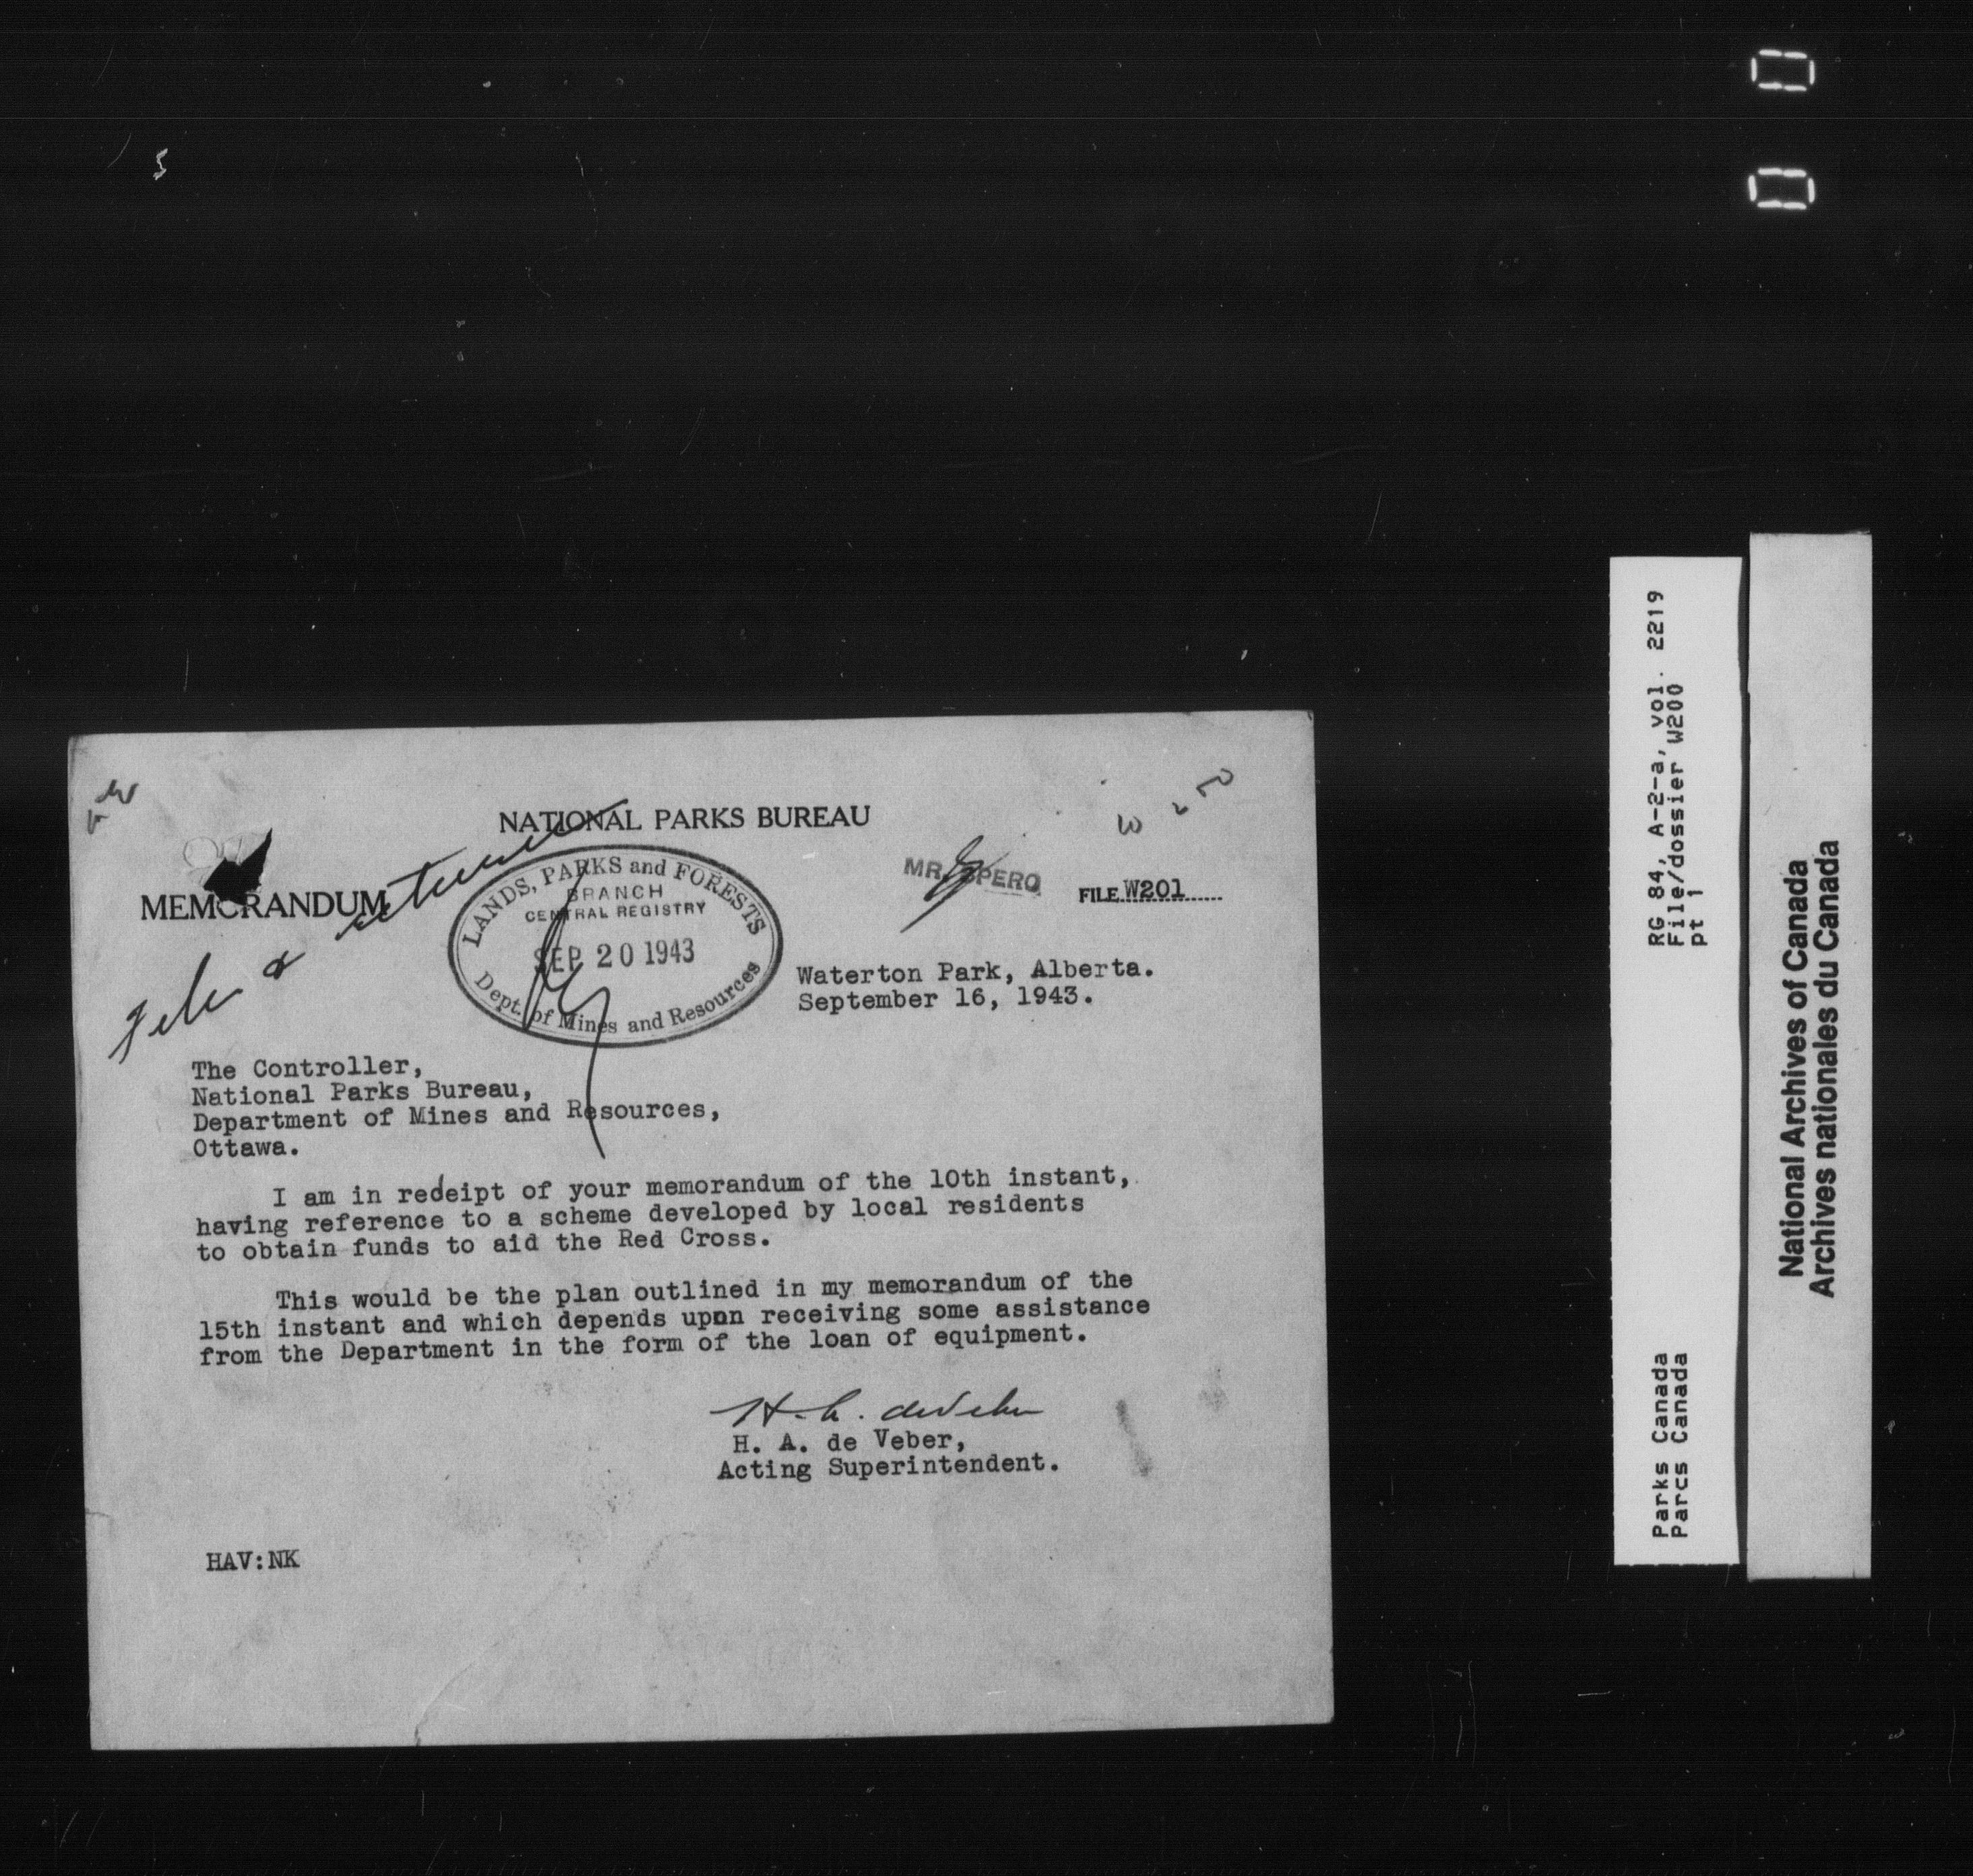 NATIONAL PARKS BUREAU
W 200
MEMORANDUM
LANDS, PARKS and FORESTS
BRANCH
CENTRAL REGISTRY
SEP 20 1943
Dept. of Mines and Resources
MR. SPERO
FILE W201
Waterton Park, Alberta.
September 16, 1943.
The Controller,
National Parks Bureau,
Department of Mines and Resources,
Ottawa.
I am in redeipt of your memorandum of the 10th instant,
having reference to a scheme developed by local residents
to obtain funds to aid the Red Cross.
This would be the plan outlined in my memorandum of the
15th instant and which depends upon receiving some assistance
from the Department in the form of the loan of equipment.
H. A. deVeber
H. A. de Veber,
Acting Superintendent.
HAV:NK
RG 84, A-2-a, vol. 2219
File/dossier W200
pt 1
Parks Canada
Parcs Canada
National Archives of Canada
Archives nationales du Canada